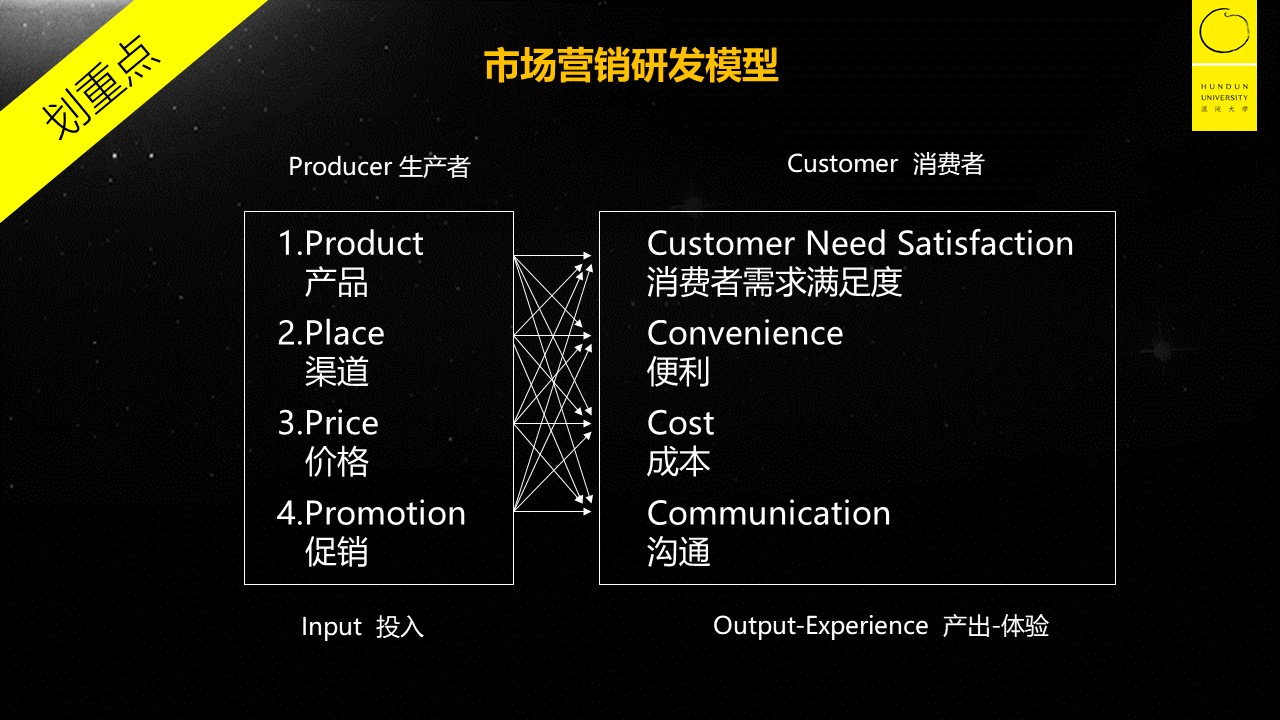 划重点
市场营销研发模型
HUNDUN
UNIVERSITY
混沌大学
Producer 生产者
Customer 消费者
1.Product
产品
2.Place
渠道
3.Price
价格
4.Promotion
促销
Customer Need Satisfaction
消费者需求满足度
Convenience
便利
Cost
成本
Communication
沟通
Input 投入
Output-Experience 产出-体验